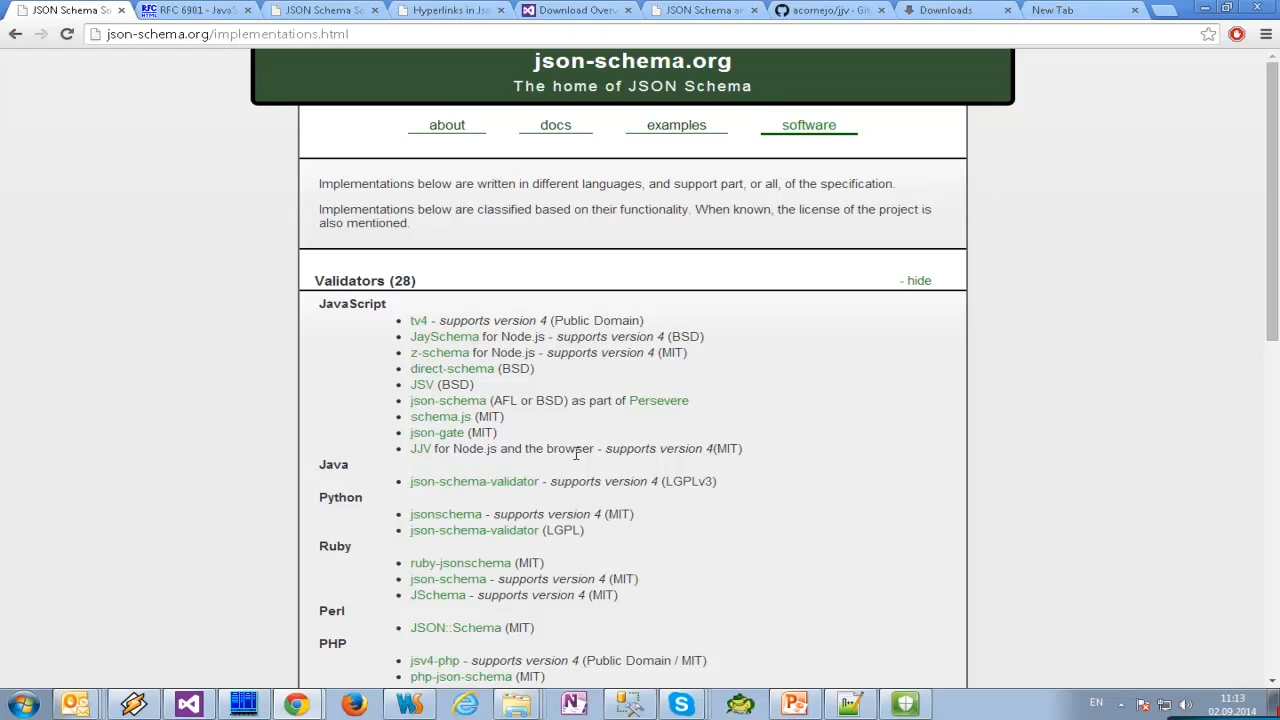 JSON Schema So
RFC 6901 - JavaS
JSON Schema Sc
Hyperlinks in Jso
Download Overv
JSON Schema an
acornejo/jjv · Git
Downloads
New Tab
json-schema.org/implementations.html
json-schema.org
The home of JSON Schema
about docs examples software
Implementations below are written in different languages, and support part, or all, of the specification.
Implementations below are classified based on their functionality. When known, the license of the project is
also mentioned.
Validators (28) - hide
JavaScript
tv4 - supports version 4 (Public Domain)
JaySchema for Node.js - supports version 4 (BSD)
z-schema for Node.js - supports version 4 (MIT)
direct-schema (BSD)
JSV (BSD)
json-schema (AFL or BSD) as part of Persevere
schema.js (MIT)
json-gate (MIT)
JJV for Node.js and the browser - supports version 4(MIT)
Java
json-schema-validator - supports version 4 (LGPLv3)
Python
jsonschema - supports version 4 (MIT)
json-schema-validator (LGPL)
Ruby
ruby-jsonschema (MIT)
json-schema - supports version 4 (MIT)
JSchema - supports version 4 (MIT)
Perl
JSON::Schema (MIT)
PHP
jsv4-php - supports version 4 (Public Domain / MIT)
php-json-schema (MIT)
EN
11:13
02.09.2014